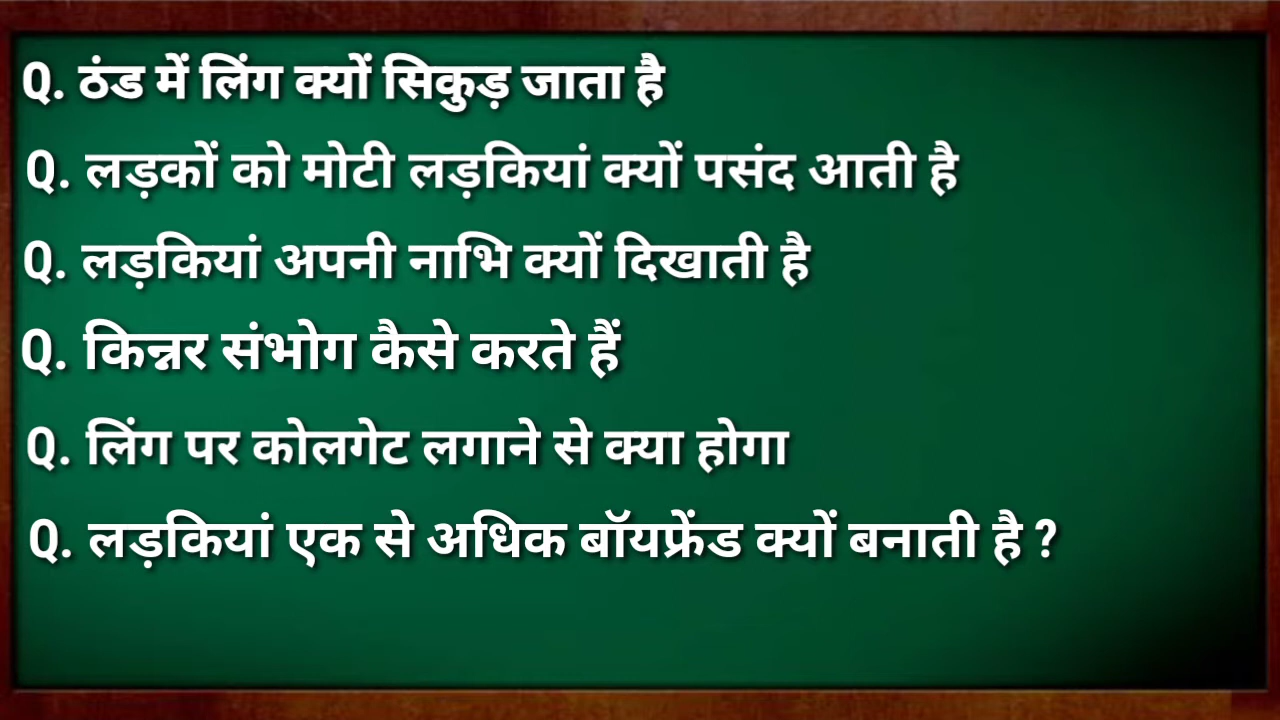 Q. ठंड में लिंग क्यों सिकुड़ जाता है
Q. लड़कों को मोटी लड़कियां क्यों पसंद आती है
Q. लड़कियां अपनी नाभि क्यों दिखाती है
Q. किन्नर संभोग कैसे करते हैं
Q. लिंग पर कोलगेट लगाने से क्या होगा
Q. लड़कियां एक से अधिक बॉयफ्रेंड क्यों बनाती है ?